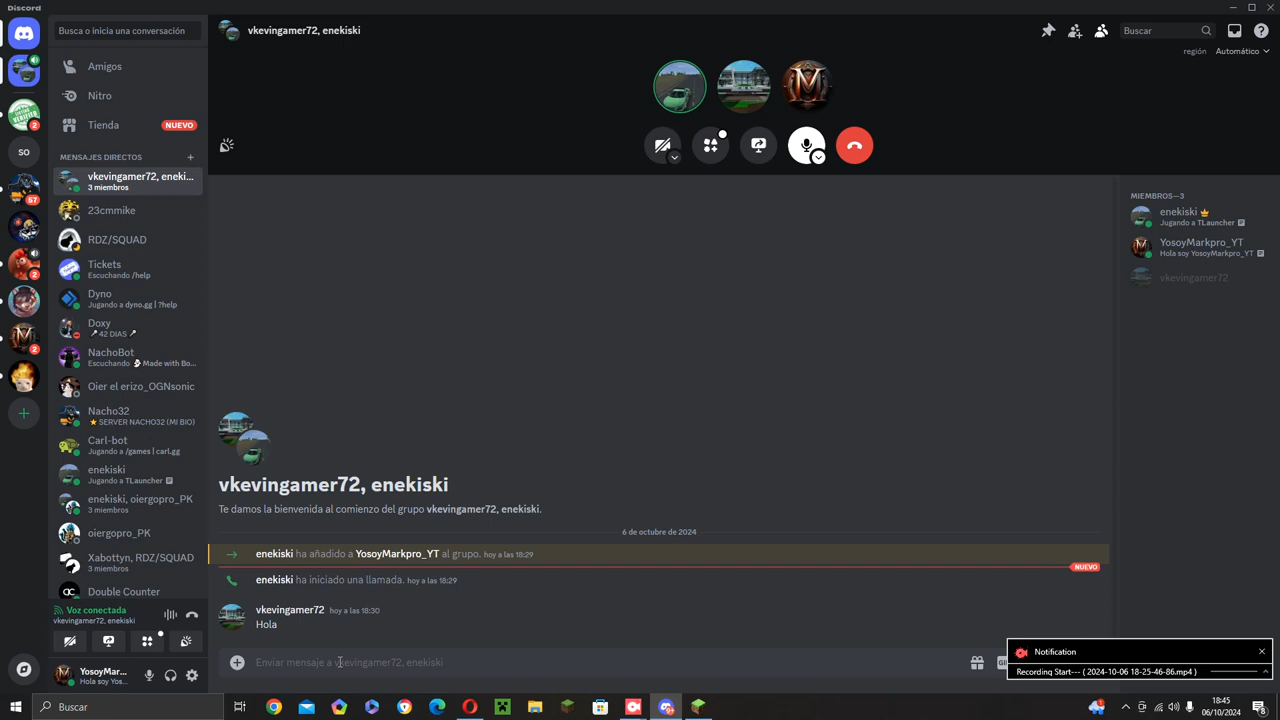 Discord
Busca o inicia una conversación
vkevingamer72, enekiski
Buscar
región Automático
Amigos
Nitro
Tienda NUEVO
MENSAJES DIRECTOS +
vkevingamer72, eneki...
3 miembros
23cmmike
RDZ/SQUAD
Tickets
Escuchando /help
Dyno
Jugando a dyno.gg | ?help
Doxy
42 DIAS
NachoBot
Escuchando Made with Bo...
Oier el erizo_OGNsonic
Nacho32
SERVER NACHO32 (MI BIO)
Carl-bot
Jugando a /games | carl.gg
enekiski
Jugando a TLauncher
enekiski, oiergopro_PK
3 miembros
oiergopro_PK
Xabottyn, RDZ/SQUAD
3 miembros
Double Counter
Voz conectada
vkevingamer72, enekiski
YosoyMar...
Hola soy Yos...
2
SO
57
2
2
M
vkevingamer72, enekiski
Te damos la bienvenida al comienzo del grupo vkevingamer72, enekiski.
6 de octubre de 2024
enekiski ha añadido a YosoyMarkpro_YT al grupo. hoy a las 18:29
NUEVO
enekiski ha iniciado una llamada. hoy a las 18:29
vkevingamer72 hoy a las 18:30
Hola
Enviar mensaje a vkevingamer72, enekiski
MIEMBROS—3
enekiski
Jugando a TLauncher
YosoyMarkpro_YT
Hola soy YosoyMarkpro_YT
vkevingamer72
Notification
Recording Start--- ( 2024-10-06 18-25-46-86.mp4 )
Buscar
18:45
06/10/2024